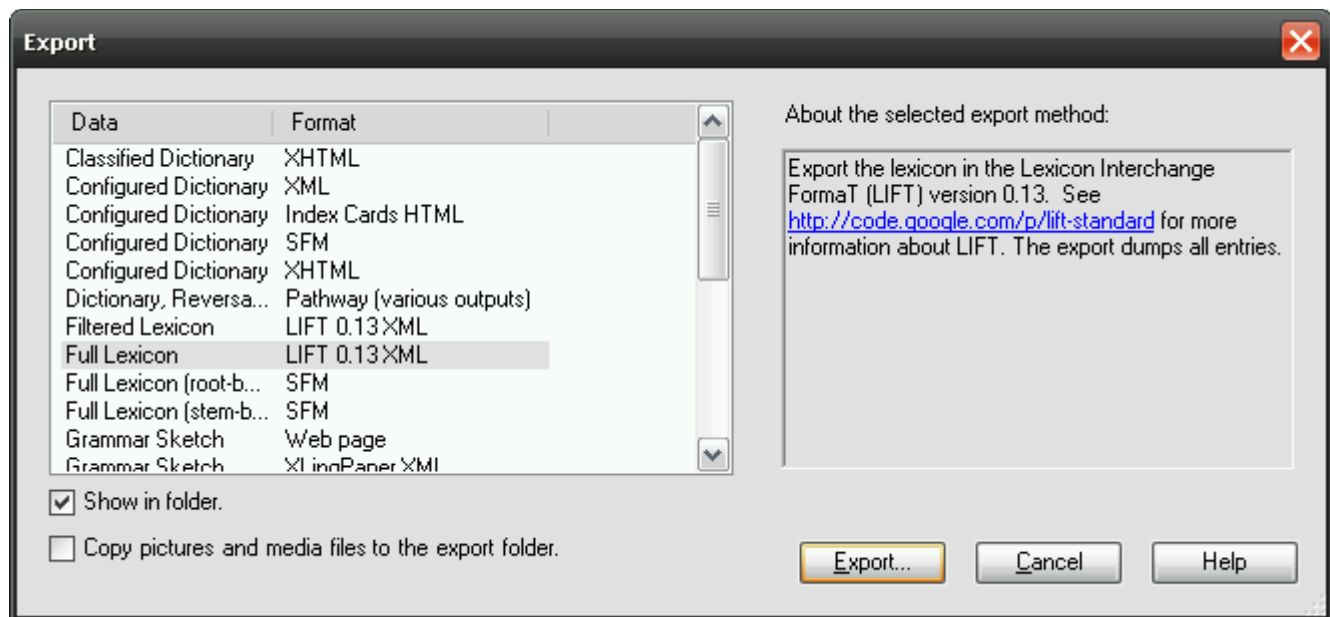 Export
Data Format
Classified Dictionary XHTML
Configured Dictionary XML
Configured Dictionary Index Cards HTML
Configured Dictionary SFM
Configured Dictionary XHTML
Dictionary, Reversa... Pathway (various outputs)
Filtered Lexicon LIFT 0.13 XML
Full Lexicon LIFT 0.13 XML
Full Lexicon (root-b... SFM
Full Lexicon (stem-b... SFM
Grammar Sketch Web page
Grammar Sketch XLingPaper XML
Show in folder.
Copy pictures and media files to the export folder.
About the selected export method:
Export the lexicon in the Lexicon Interchange
FormaT (LIFT) version 0.13. See
http://code.google.com/p/lift-standard for more
information about LIFT. The export dumps all entries.
Export... Cancel Help